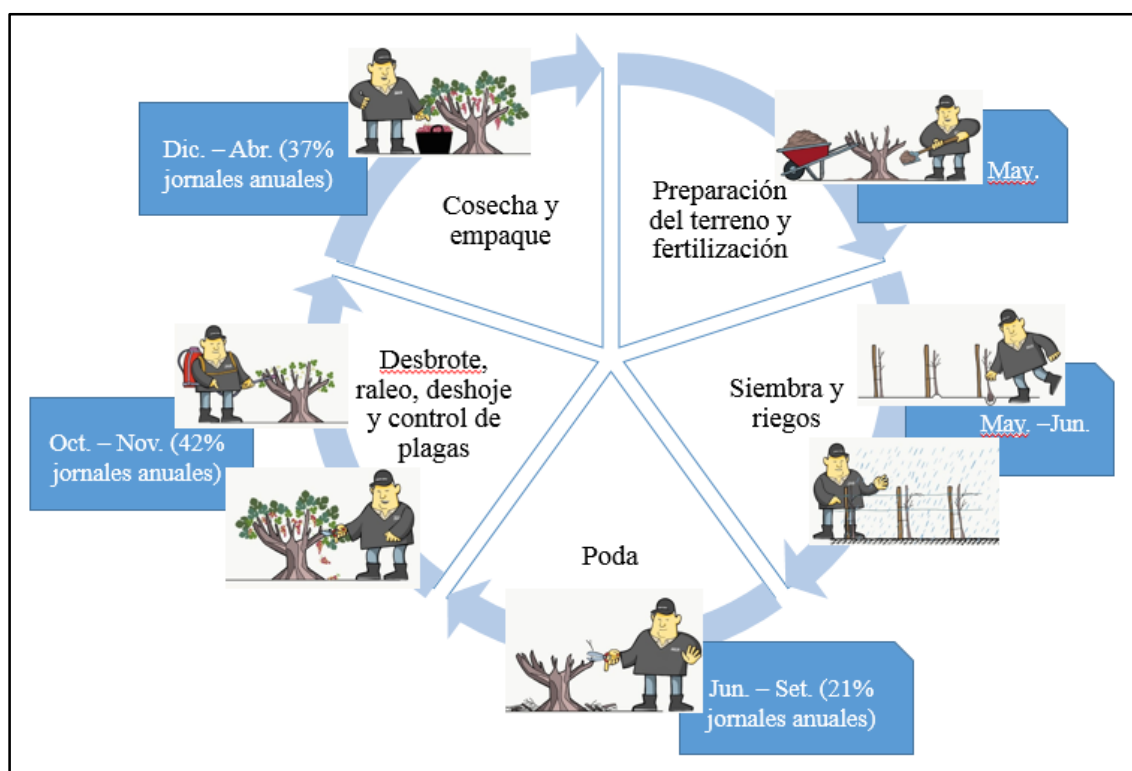 Dic. – Abr. (37%
jornales anuales)
Cosecha y
empaque
Preparación
del terreno y
fertilización
May.
Siembra y
riegos
May. –Jun.
Poda
Jun. – Set. (21%
jornales anuales)
Desbrote,
raleo, deshoje
y control de
plagas
Oct. – Nov. (42%
jornales anuales)